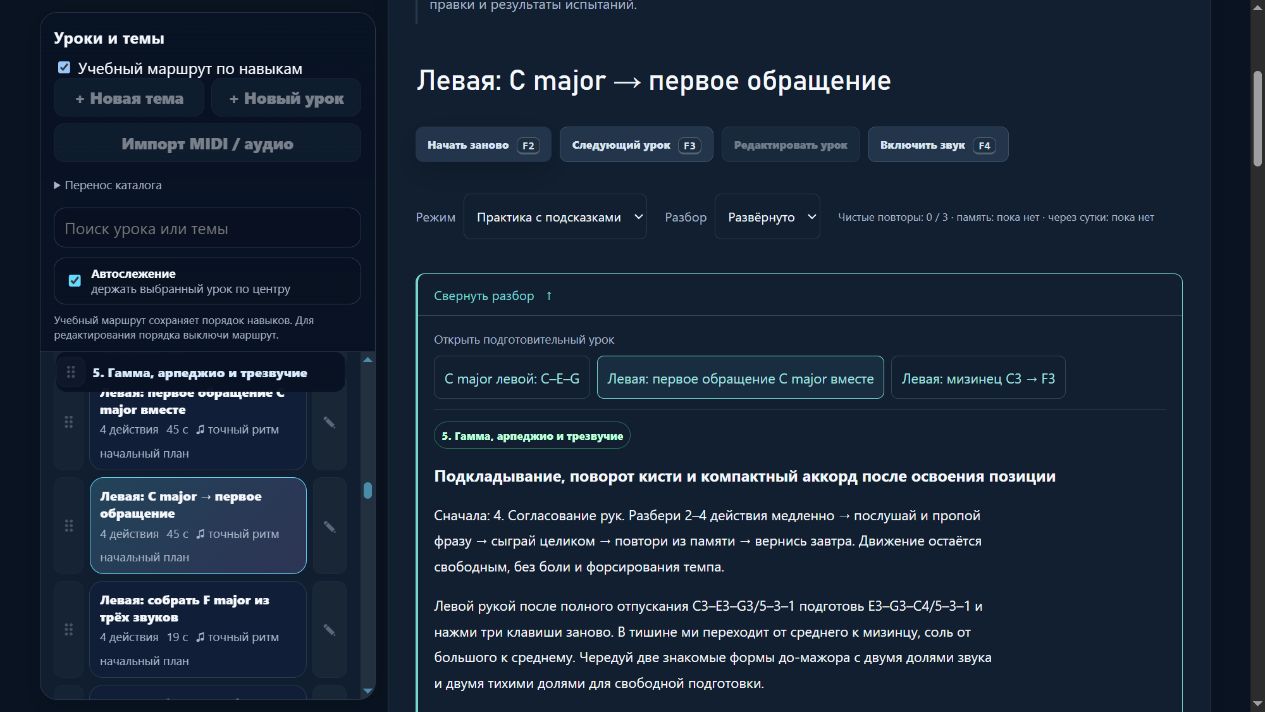 Уроки и темы
Учебный маршрут по навыкам
+ Новая тема
+ Новый урок
Импорт MIDI / аудио
Перенос каталога
Поиск урока или темы
Автослежение
держать выбранный урок по центру
Учебный маршрут сохраняет порядок навыков. Для
редактирования порядка выключи маршрут.
5. Гамма, арпеджио и трезвучие
Левая: первое обращение C
major вместе
4 действия 45 с ♫ точный ритм
начальный план
Левая: C major → первое
обращение
4 действия 45 с ♫ точный ритм
начальный план
Левая: собрать F major из
трёх звуков
4 действия 19 с ♫ точный ритм
начальный план
правки и результаты испытаний.
Левая: C major → первое обращение
Начать заново F2
Следующий урок F3
Редактировать урок
Включить звук F4
Режим Практика с подсказками Разбор Развёрнуто Чистые повторы: 0 / 3 · память: пока нет · через сутки: пока нет
Свернуть разбор ↑
Открыть подготовительный урок
C major левой: C–E–G
Левая: первое обращение C major вместе
Левая: мизинец C3 → F3
5. Гамма, арпеджио и трезвучие
Подкладывание, поворот кисти и компактный аккорд после освоения позиции
Сначала: 4. Согласование рук. Разбери 2–4 действия медленно → послушай и пропой
фразу → сыграй целиком → повтори из памяти → вернись завтра. Движение остаётся
свободным, без боли и форсирования темпа.
Левой рукой после полного отпускания C3–E3–G3/5–3–1 подготовь E3–G3–C4/5–3–1 и
нажми три клавиши заново. В тишине ми переходит от среднего к мизинцу, соль от
большого к среднему. Чередуй две знакомые формы до-мажора с двумя долями звука
и двумя тихими долями для свободной подготовки.